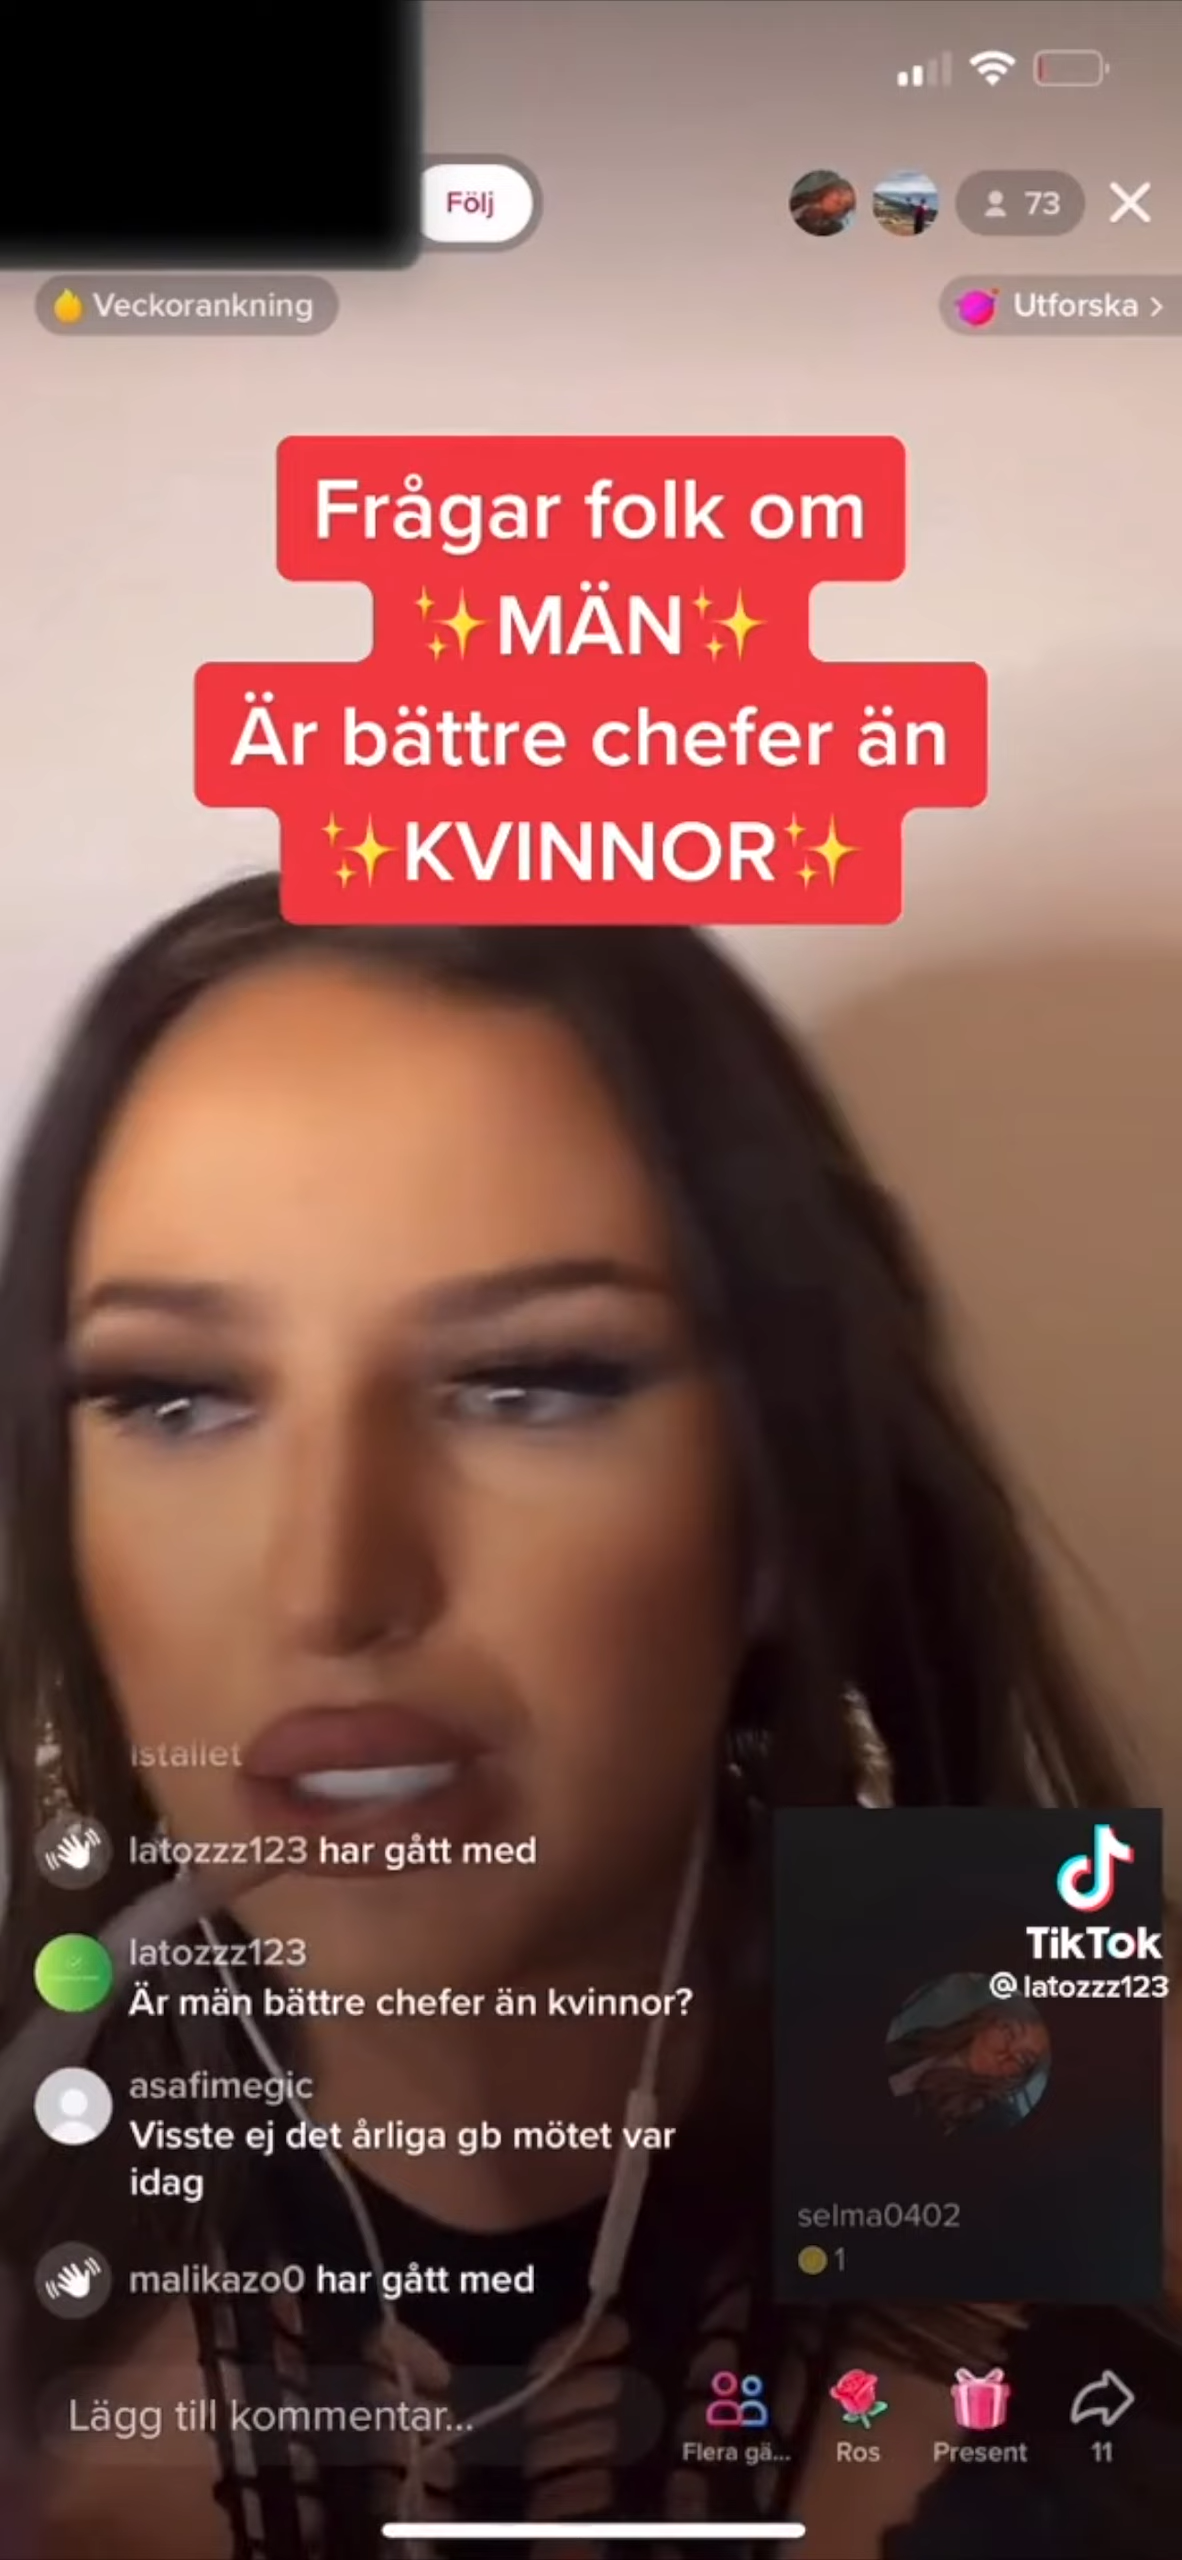 Följ
73
Veckorankning
Utforska >
Frågar folk om
✨MÄN✨
Är bättre chefer än
✨KVINNOR✨
istället
latozzz123 har gått med
latozzz123
Är män bättre chefer än kvinnor?
asafimegic
Visste ej det årliga gb mötet var
idag
malikazo0 har gått med
TikTok
@latozzz123
selma0402
1
Lägg till kommentar...
Flera gä...
Ros
Present
11